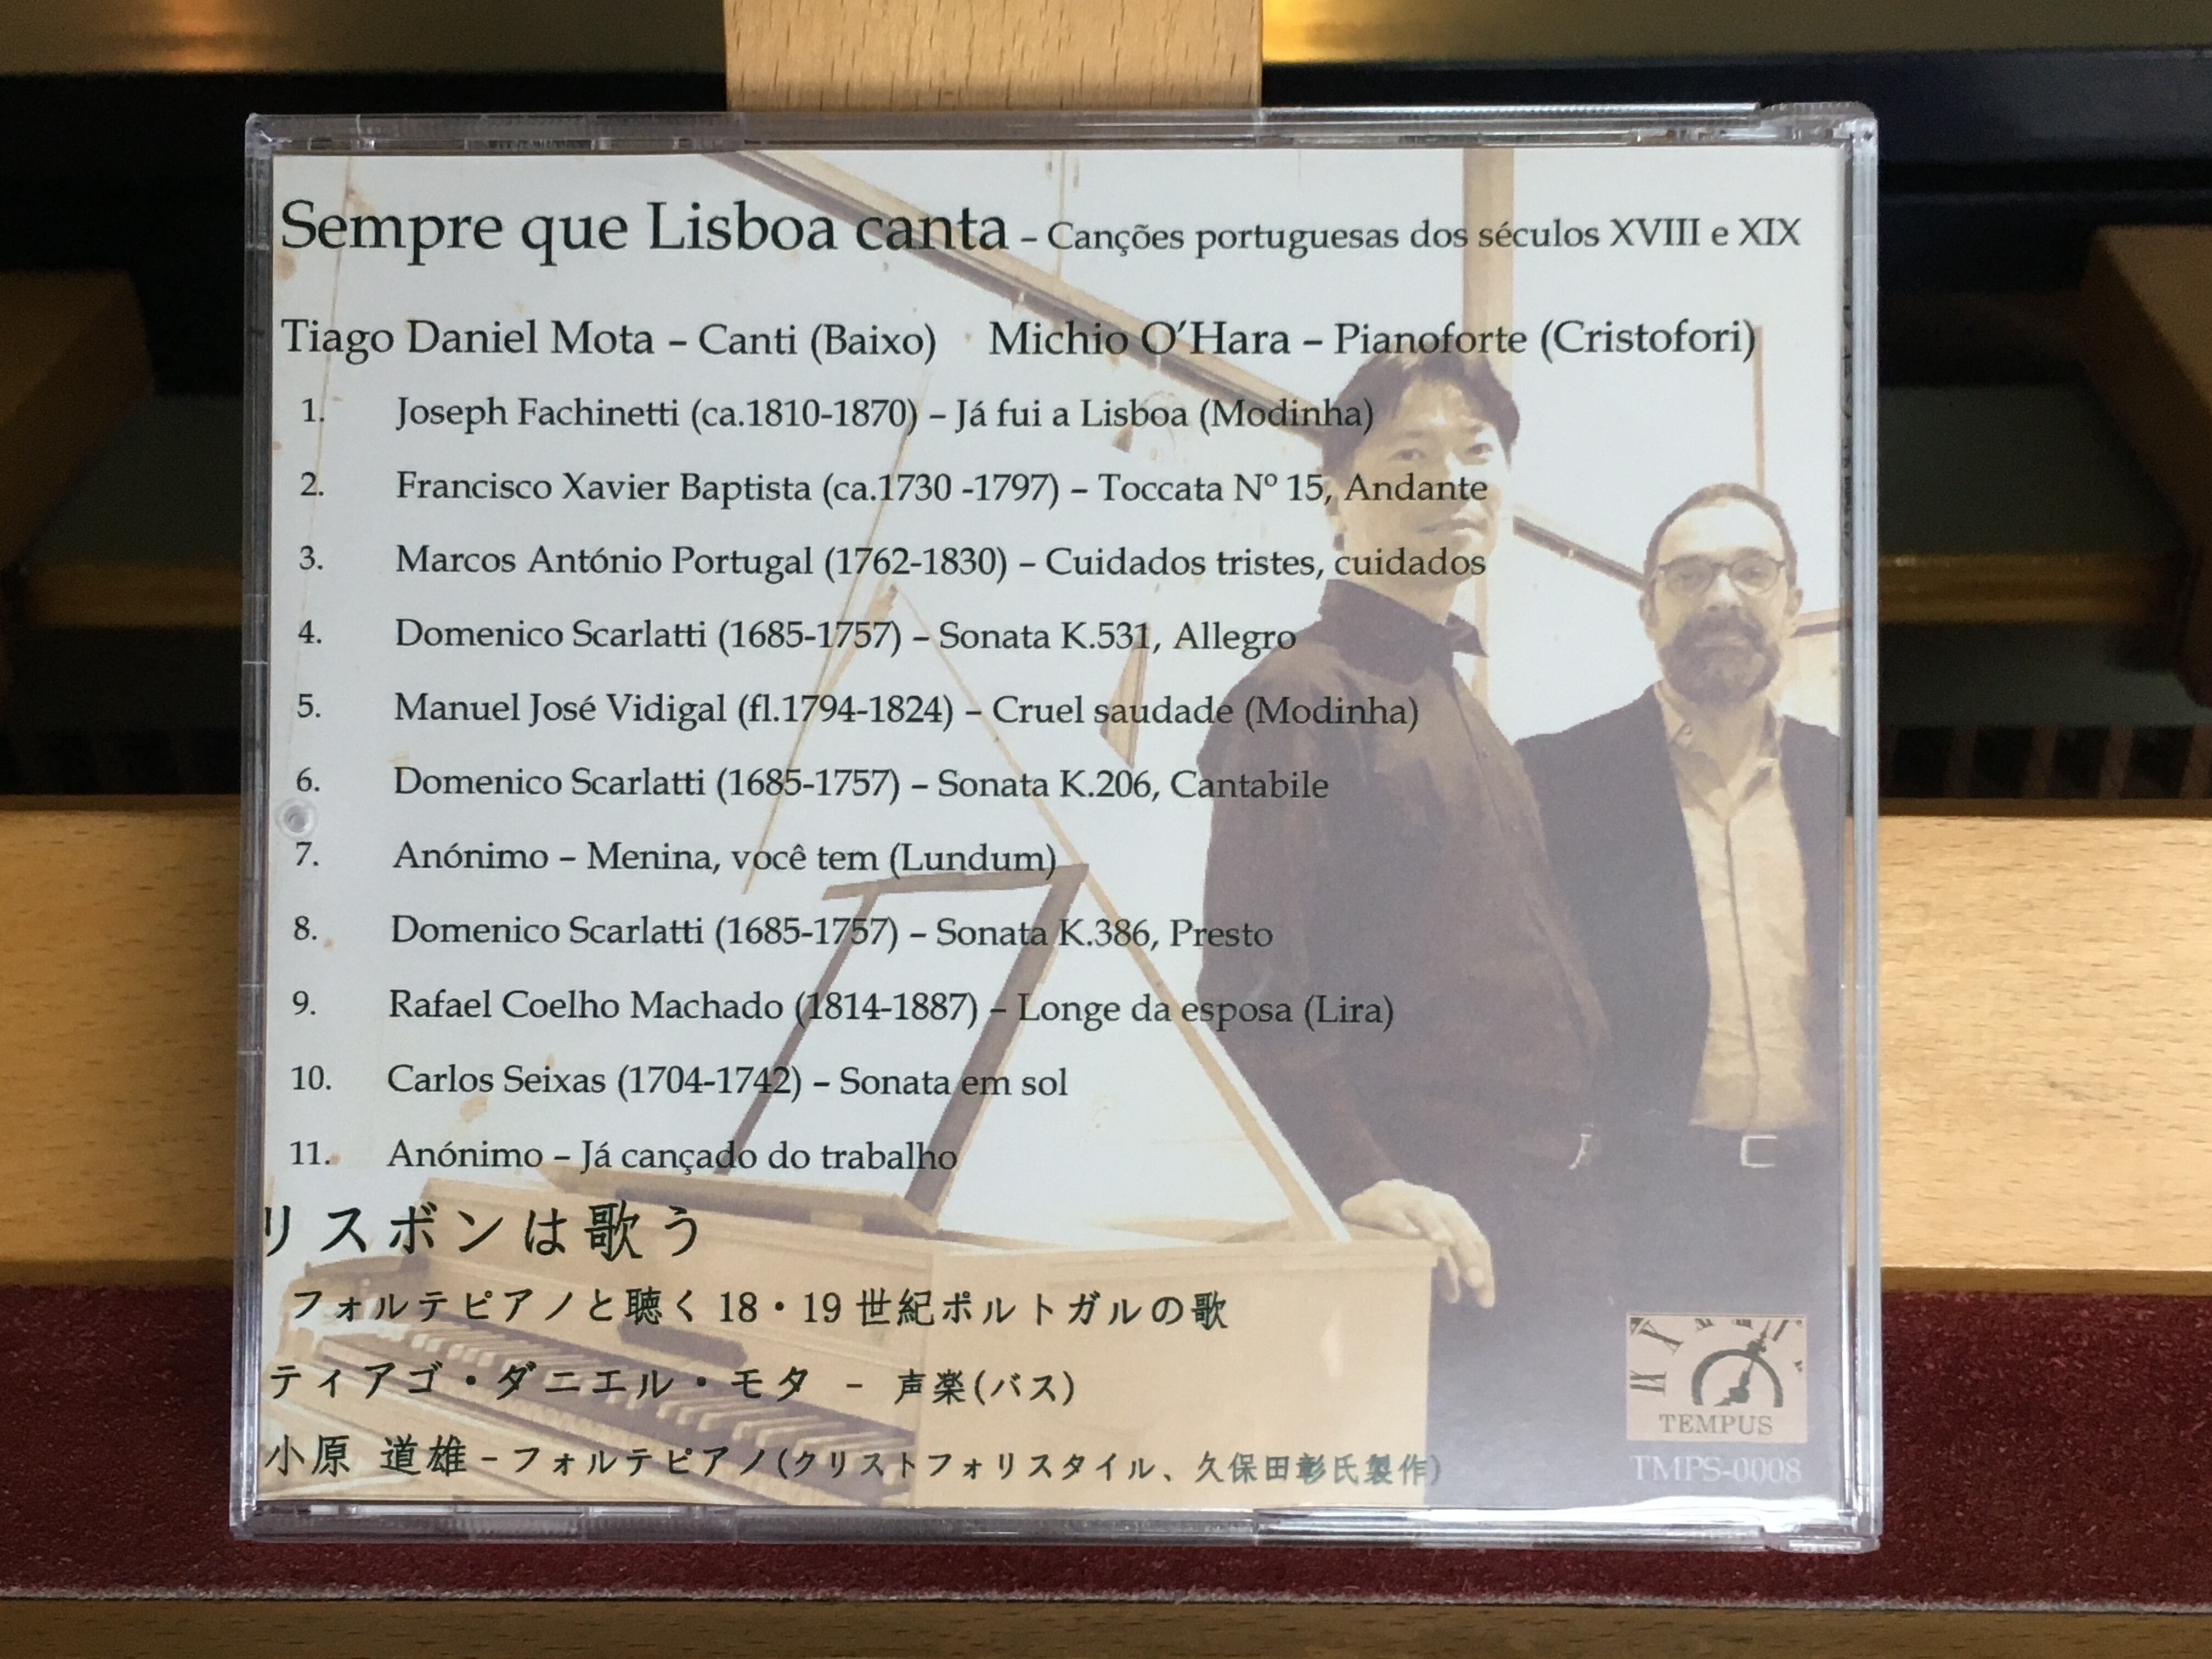 Sempre que Lisboa canta – Canções portuguesas dos séculos XVIII e XIX
Tiago Daniel Mota – Canti (Baixo) · Michio O'Hara – Pianoforte (Cristofori)
1. Joseph Fachinetti (ca.1810-1870) – Já fui a Lisboa (Modinha)
2. Francisco Xavier Baptista (ca.1730 -1797) – Toccata Nº 15, Andante
3. Marcos António Portugal (1762-1830) – Cuidados tristes, cuidados
4. Domenico Scarlatti (1685-1757) – Sonata K.531, Allegro
5. Manuel José Vidigal (fl.1794-1824) – Cruel saudade (Modinha)
6. Domenico Scarlatti (1685-1757) – Sonata K.206, Cantabile
7. Anónimo – Menina, você tem (Lundum)
8. Domenico Scarlatti (1685-1757) – Sonata K.386, Presto
9. Rafael Coelho Machado (1814-1887) – Longe da esposa (Lira)
10. Carlos Seixas (1704-1742) – Sonata em sol
11. Anónimo – Já cançado do trabalho
リスボンは歌う
フォルテピアノと聴く18・19世紀ポルトガルの歌
ティアゴ・ダニエル・モタ － 声楽(バス)
小原 道雄－フォルテピアノ(クリストフォリスタイル、久保田彰氏製作)
TEMPUS
TMPS-0008